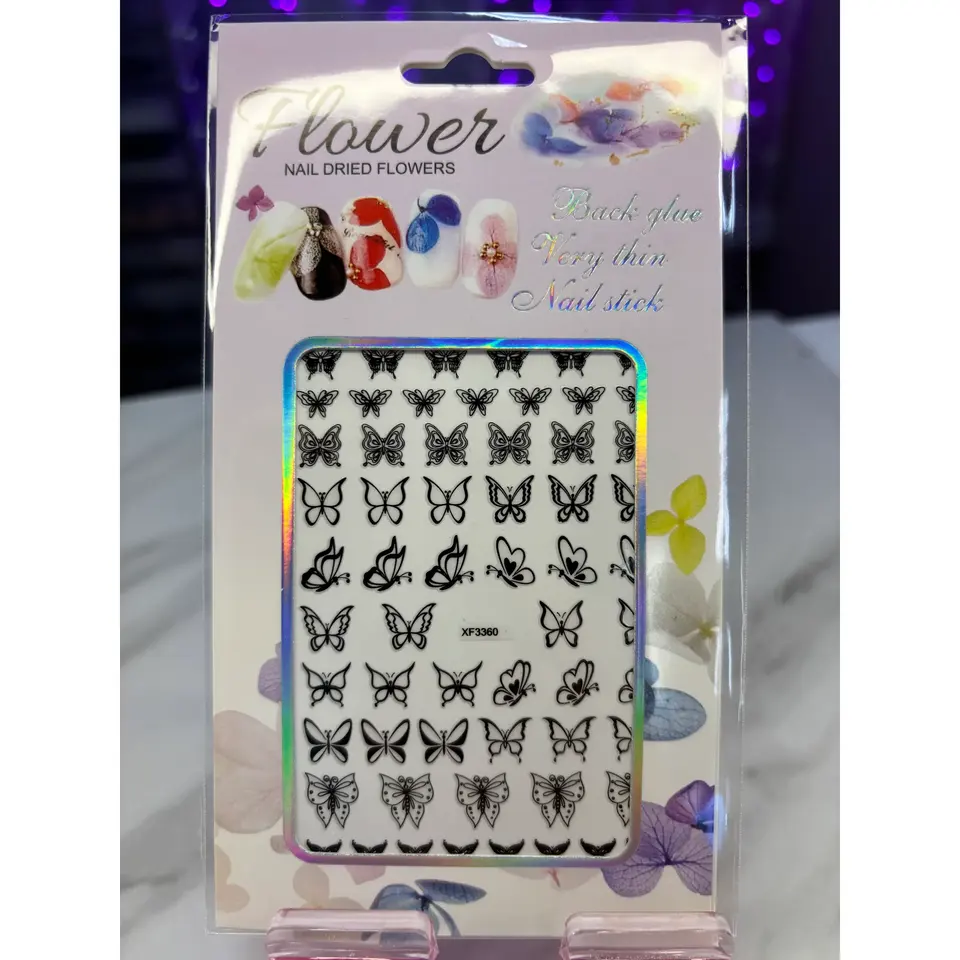 Flower
NAIL DRIED FLOWERS
Back glue
Very thin
Nail stick
XF3360